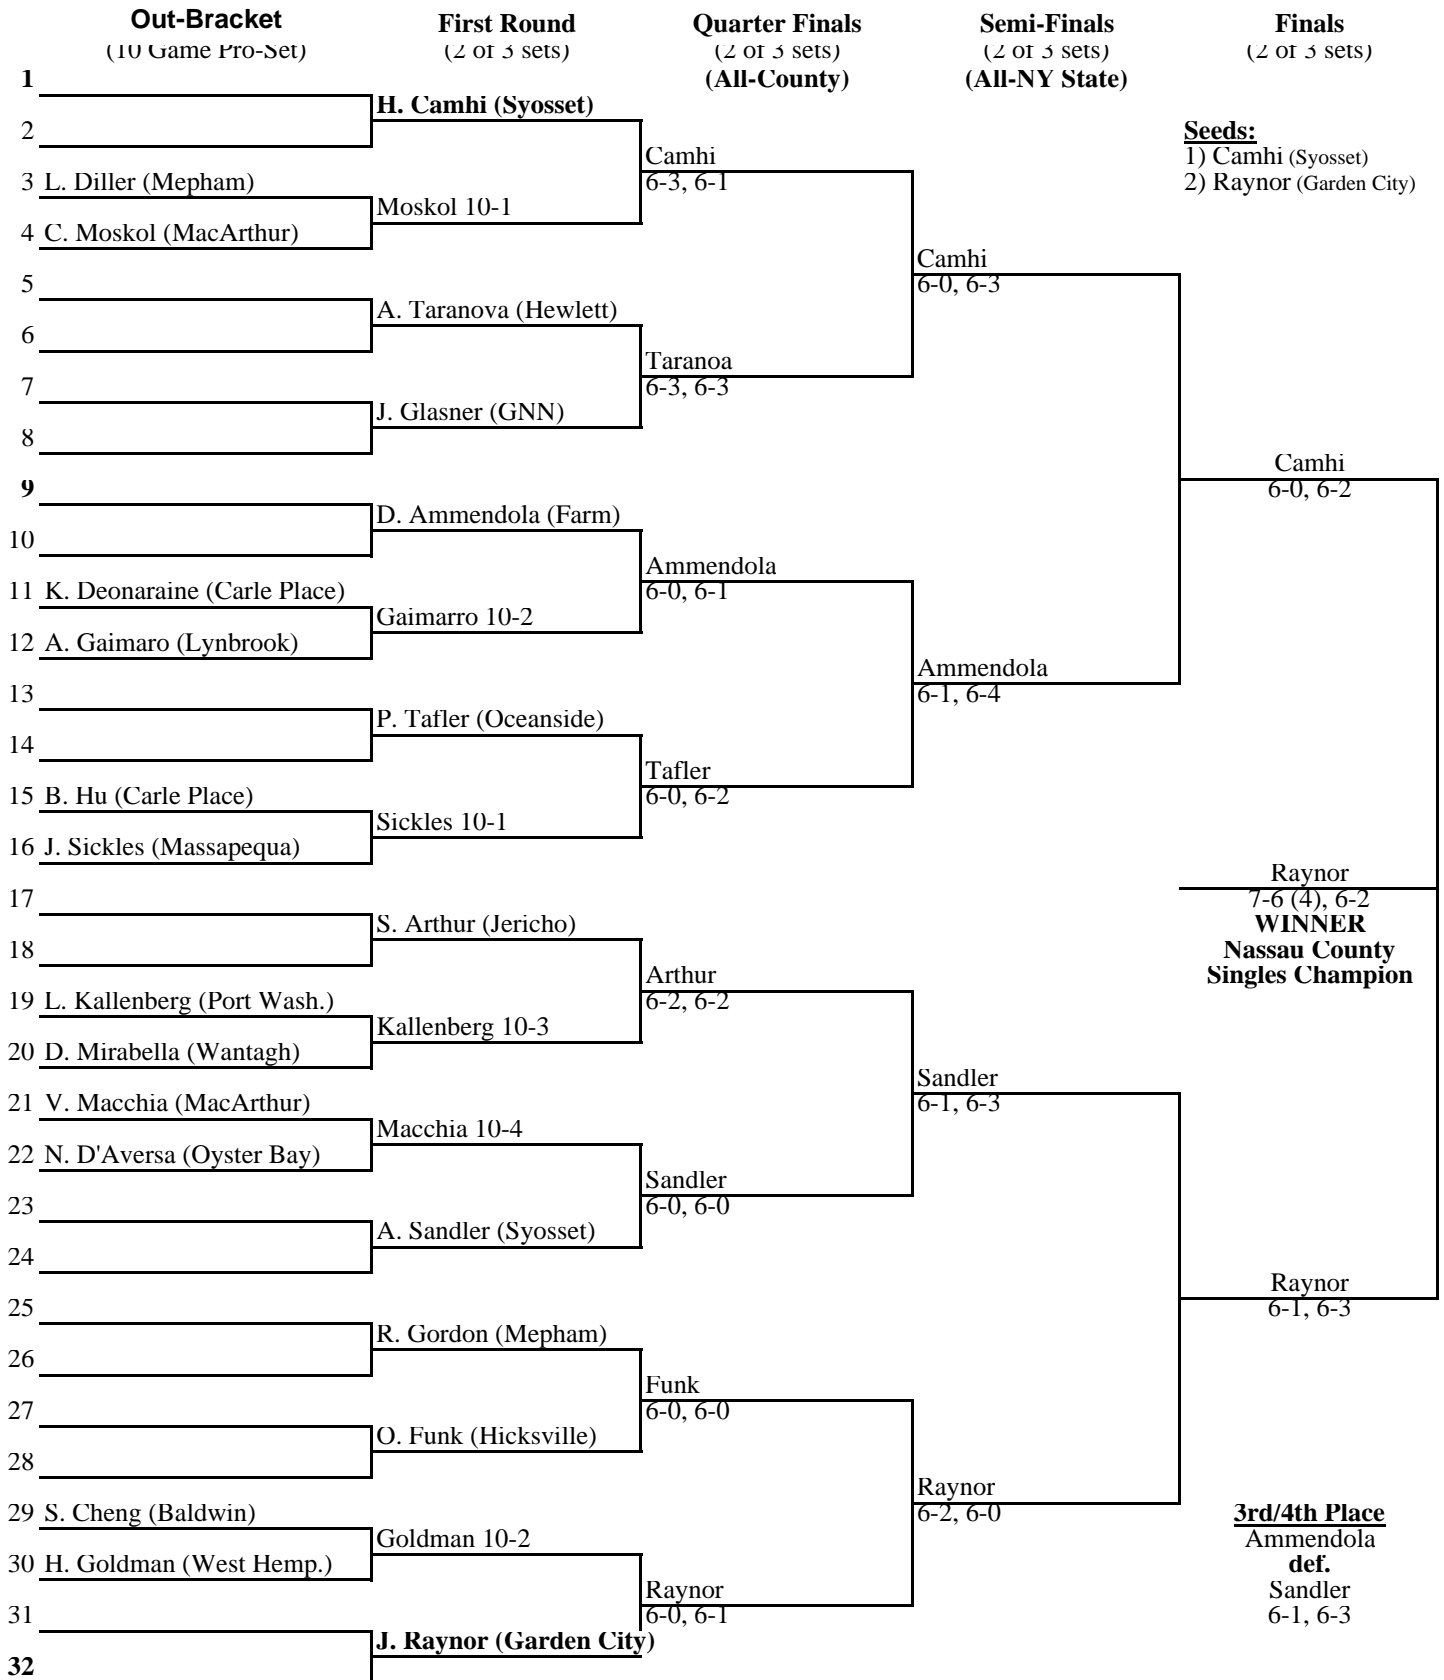 Out-Bracket
(10 Game Pro-Set)
First Round
(2 of 3 sets)
Quarter Finals
(2 of 3 sets)
(All-County)
Semi-Finals
(2 of 3 sets)
(All-NY State)
Finals
(2 of 3 sets)
Seeds:
1) Camhi (Syosset)
2) Raynor (Garden City)
1
2
3 L. Diller (Mepham)
4 C. Moskol (MacArthur)
5
6
7
8
9
10
11 K. Deonaraine (Carle Place)
12 A. Gaimaro (Lynbrook)
13
14
15 B. Hu (Carle Place)
16 J. Sickles (Massapequa)
17
18
19 L. Kallenberg (Port Wash.)
20 D. Mirabella (Wantagh)
21 V. Macchia (MacArthur)
22 N. D'Aversa (Oyster Bay)
23
24
25
26
27
28
29 S. Cheng (Baldwin)
30 H. Goldman (West Hemp.)
31
32
H. Camhi (Syosset)
Moskol 10-1
A. Taranova (Hewlett)
J. Glasner (GNN)
D. Ammendola (Farm)
Gaimarro 10-2
P. Tafler (Oceanside)
Sickles 10-1
S. Arthur (Jericho)
Kallenberg 10-3
Macchia 10-4
A. Sandler (Syosset)
R. Gordon (Mepham)
O. Funk (Hicksville)
Goldman 10-2
J. Raynor (Garden City)
Camhi
6-3, 6-1
Taranoa
6-3, 6-3
Ammendola
6-0, 6-1
Tafler
6-0, 6-2
Arthur
6-2, 6-2
Sandler
6-0, 6-0
Funk
6-0, 6-0
Raynor
6-0, 6-1
Camhi
6-0, 6-3
Ammendola
6-1, 6-4
Sandler
6-1, 6-3
Raynor
6-2, 6-0
Camhi
6-0, 6-2
Raynor
7-6 (4), 6-2
WINNER
Nassau County
Singles Champion
Raynor
6-1, 6-3
3rd/4th Place
Ammendola
def.
Sandler
6-1, 6-3